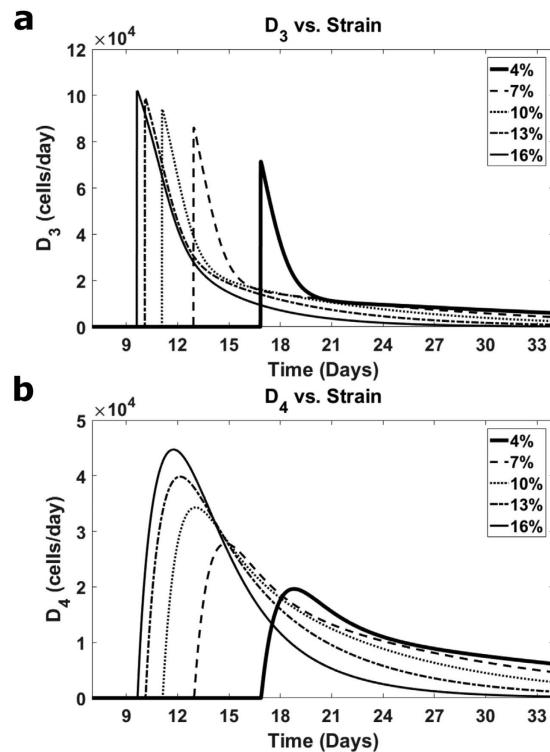 a
D3 vs. Strain
×10^4
12
10
8
6
4
2
0
D3 (cells/day)
9 12 15 18 21 24 27 30 33
Time (Days)
4%
7%
10%
13%
16%
b
D4 vs. Strain
×10^4
5
4
3
2
1
0
D4 (cells/day)
9 12 15 18 21 24 27 30 33
Time (Days)
4%
7%
10%
13%
16%